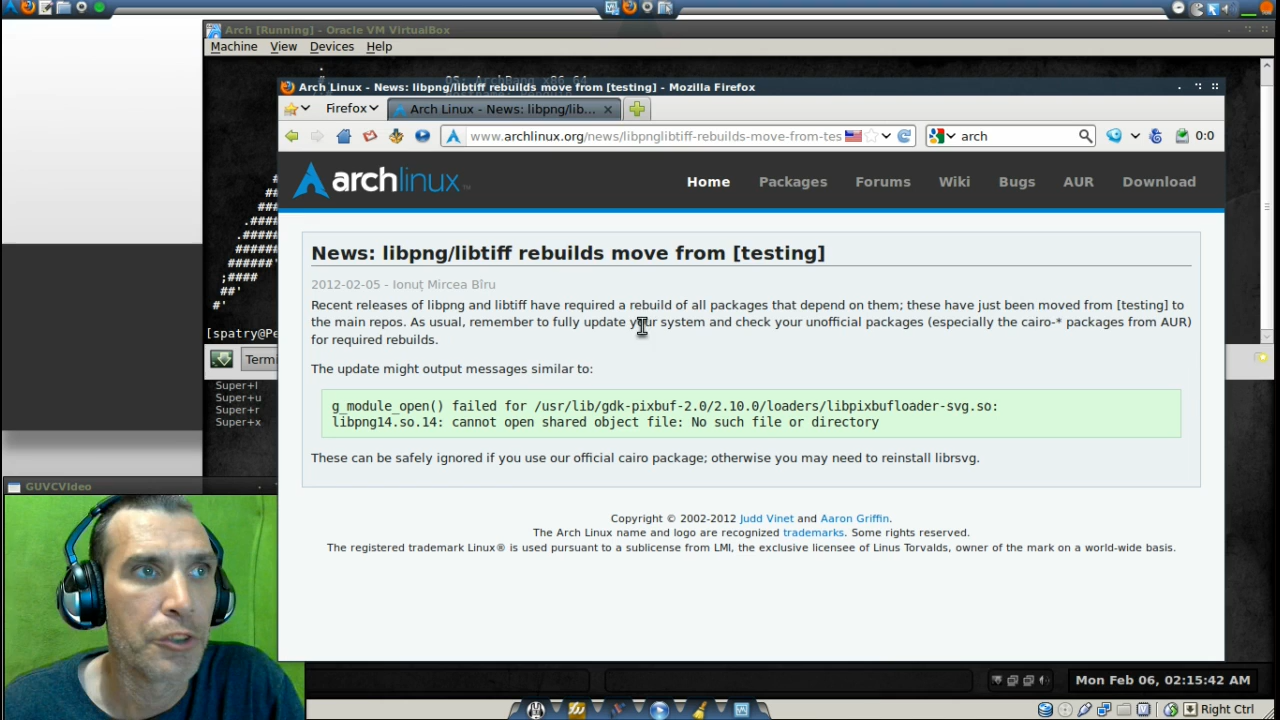 Arch [Running] - Oracle VM VirtualBox
Machine View Devices Help
OS: ArchBang x86_64
Arch Linux - News: libpng/libtiff rebuilds move from [testing] - Mozilla Firefox
Firefox
Arch Linux - News: libpng/lib...
www.archlinux.org/news/libpnglibtiff-rebuilds-move-from-tes
arch
0:0
archlinux
Home Packages Forums Wiki Bugs AUR Download
News: libpng/libtiff rebuilds move from [testing]
2012-02-05 - Ionuț Mircea Bîru
Recent releases of libpng and libtiff have required a rebuild of all packages that depend on them; these have just been moved from [testing] to
the main repos. As usual, remember to fully update your system and check your unofficial packages (especially the cairo-* packages from AUR)
for required rebuilds.
The update might output messages similar to:
g_module_open() failed for /usr/lib/gdk-pixbuf-2.0/2.10.0/loaders/libpixbufloader-svg.so:
libpng14.so.14: cannot open shared object file: No such file or directory
These can be safely ignored if you use our official cairo package; otherwise you may need to reinstall librsvg.
Copyright © 2002-2012 Judd Vinet and Aaron Griffin.
The Arch Linux name and logo are recognized trademarks. Some rights reserved.
The registered trademark Linux® is used pursuant to a sublicense from LMI, the exclusive licensee of Linus Torvalds, owner of the mark on a world-wide basis.
#
##
###
.####
.####
#####
######'
;####
##'
#'
[spatry@Pe
Termi
Super+l
Super+u
Super+r
Super+x
GUVCVideo
Mon Feb 06, 02:15:42 AM
Right Ctrl